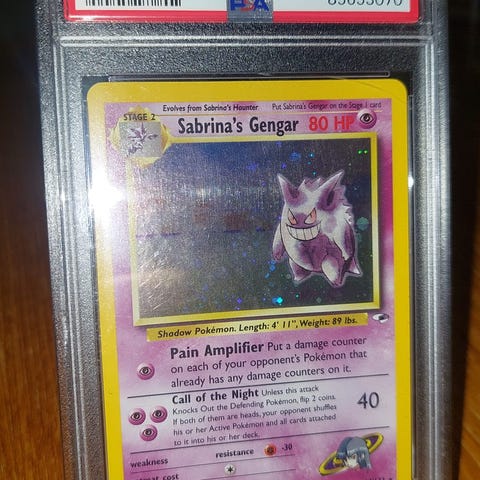 PSA
Evolves from Sabrina's Haunter Put Sabrina's Gengar on the Stage 1 card
STAGE 2
Sabrina's Gengar 80 HP
Shadow Pokémon. Length: 4' 11", Weight: 89 lbs.
Pain Amplifier Put a damage counter
on each of your opponent's Pokémon that
already has any damage counters on it.
Call of the Night Unless this attack
Knocks Out the Defending Pokémon, flip 2 coins.
If both of them are heads, your opponent shuffles
his or her Active Pokémon and all cards attached
to it into his or her deck.
40
weakness resistance -30
retreat cost